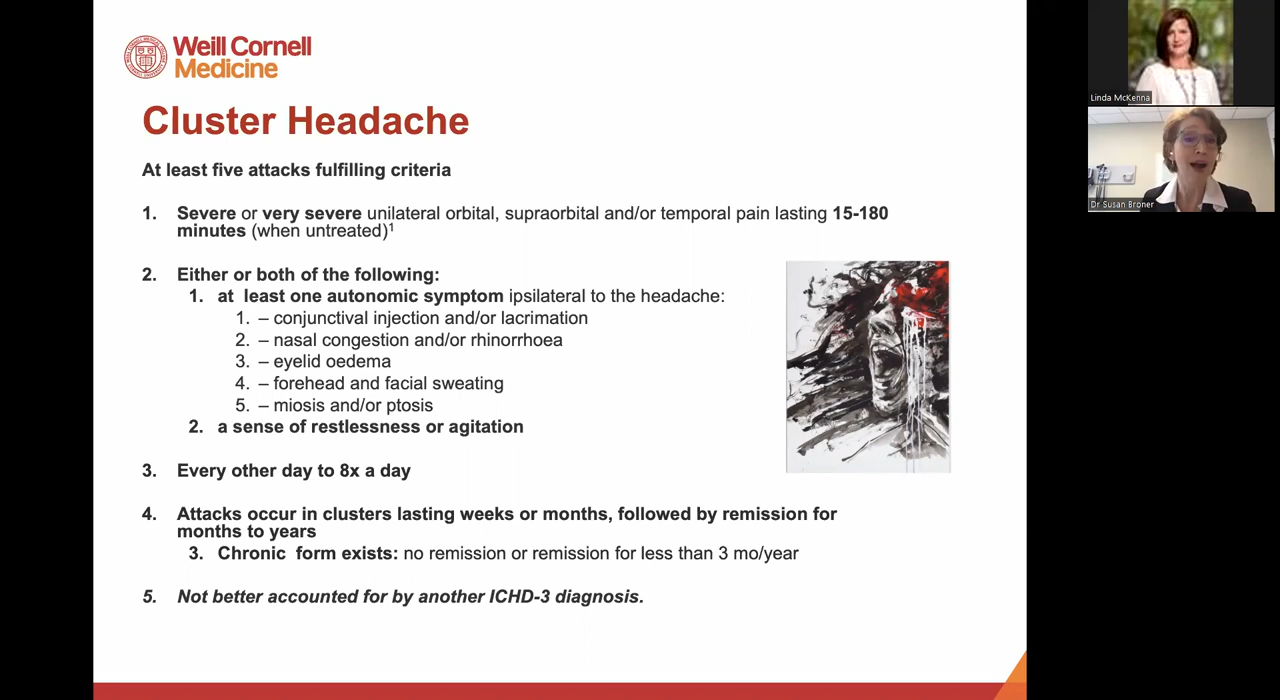 Weill Cornell
Medicine
Cluster Headache
At least five attacks fulfilling criteria
1. Severe or very severe unilateral orbital, supraorbital and/or temporal pain lasting 15-180
minutes (when untreated)¹
2. Either or both of the following:
1. at least one autonomic symptom ipsilateral to the headache:
1. – conjunctival injection and/or lacrimation
2. – nasal congestion and/or rhinorrhoea
3. – eyelid oedema
4. – forehead and facial sweating
5. – miosis and/or ptosis
2. a sense of restlessness or agitation
3. Every other day to 8x a day
4. Attacks occur in clusters lasting weeks or months, followed by remission for
months to years
3. Chronic form exists: no remission or remission for less than 3 mo/year
5. Not better accounted for by another ICHD-3 diagnosis.
Linda McKenna
Dr Susan Broner